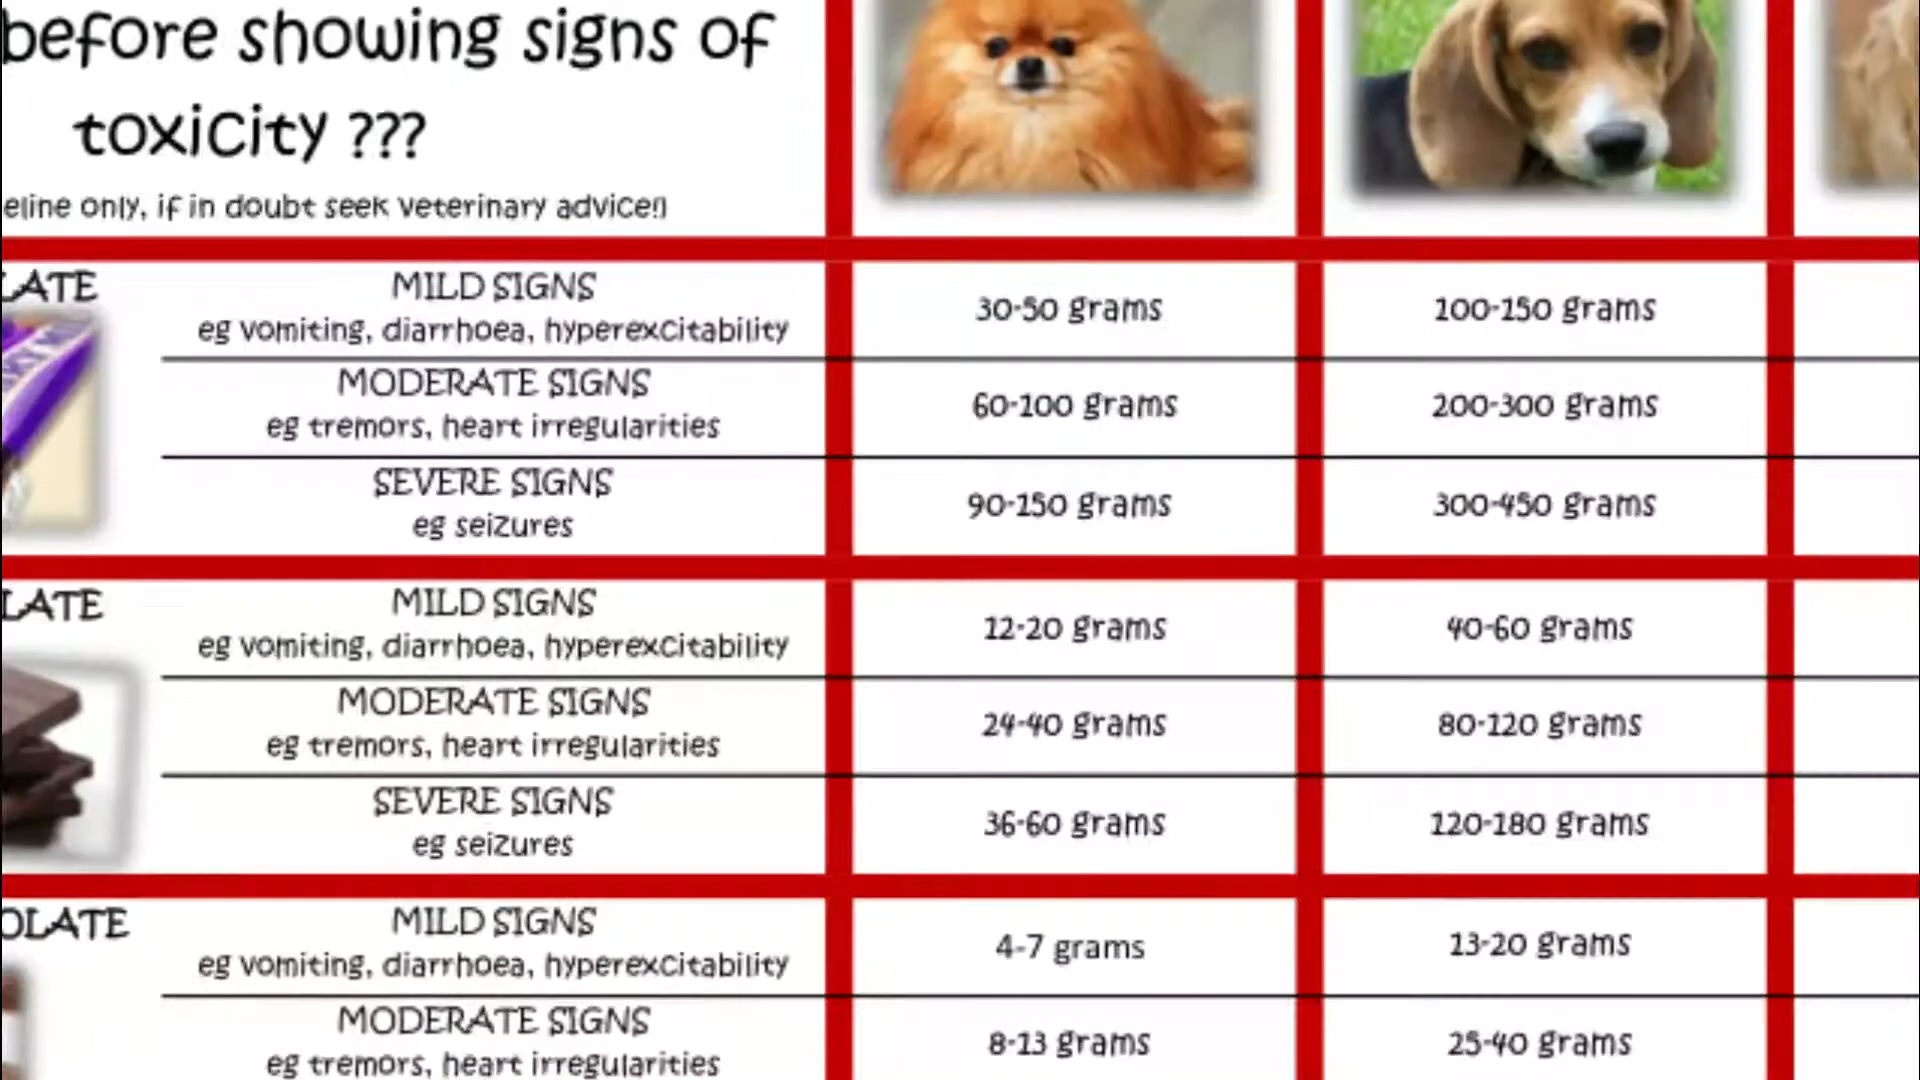 before showing signs of
toxicity ???
eline only, if in doubt seek veterinary advice!)
LATE
MILD SIGNS
eg vomiting, diarrhoea, hyperexcitability
30-50 grams
100-150 grams
MODERATE SIGNS
eg tremors, heart irregularities
60-100 grams
200-300 grams
SEVERE SIGNS
eg seizures
90-150 grams
300-450 grams
LATE
MILD SIGNS
eg vomiting, diarrhoea, hyperexcitability
12-20 grams
40-60 grams
MODERATE SIGNS
eg tremors, heart irregularities
24-40 grams
80-120 grams
SEVERE SIGNS
eg seizures
36-60 grams
120-180 grams
OLATE
MILD SIGNS
eg vomiting, diarrhoea, hyperexcitability
4-7 grams
13-20 grams
MODERATE SIGNS
eg tremors, heart irregularities
8-13 grams
25-40 grams